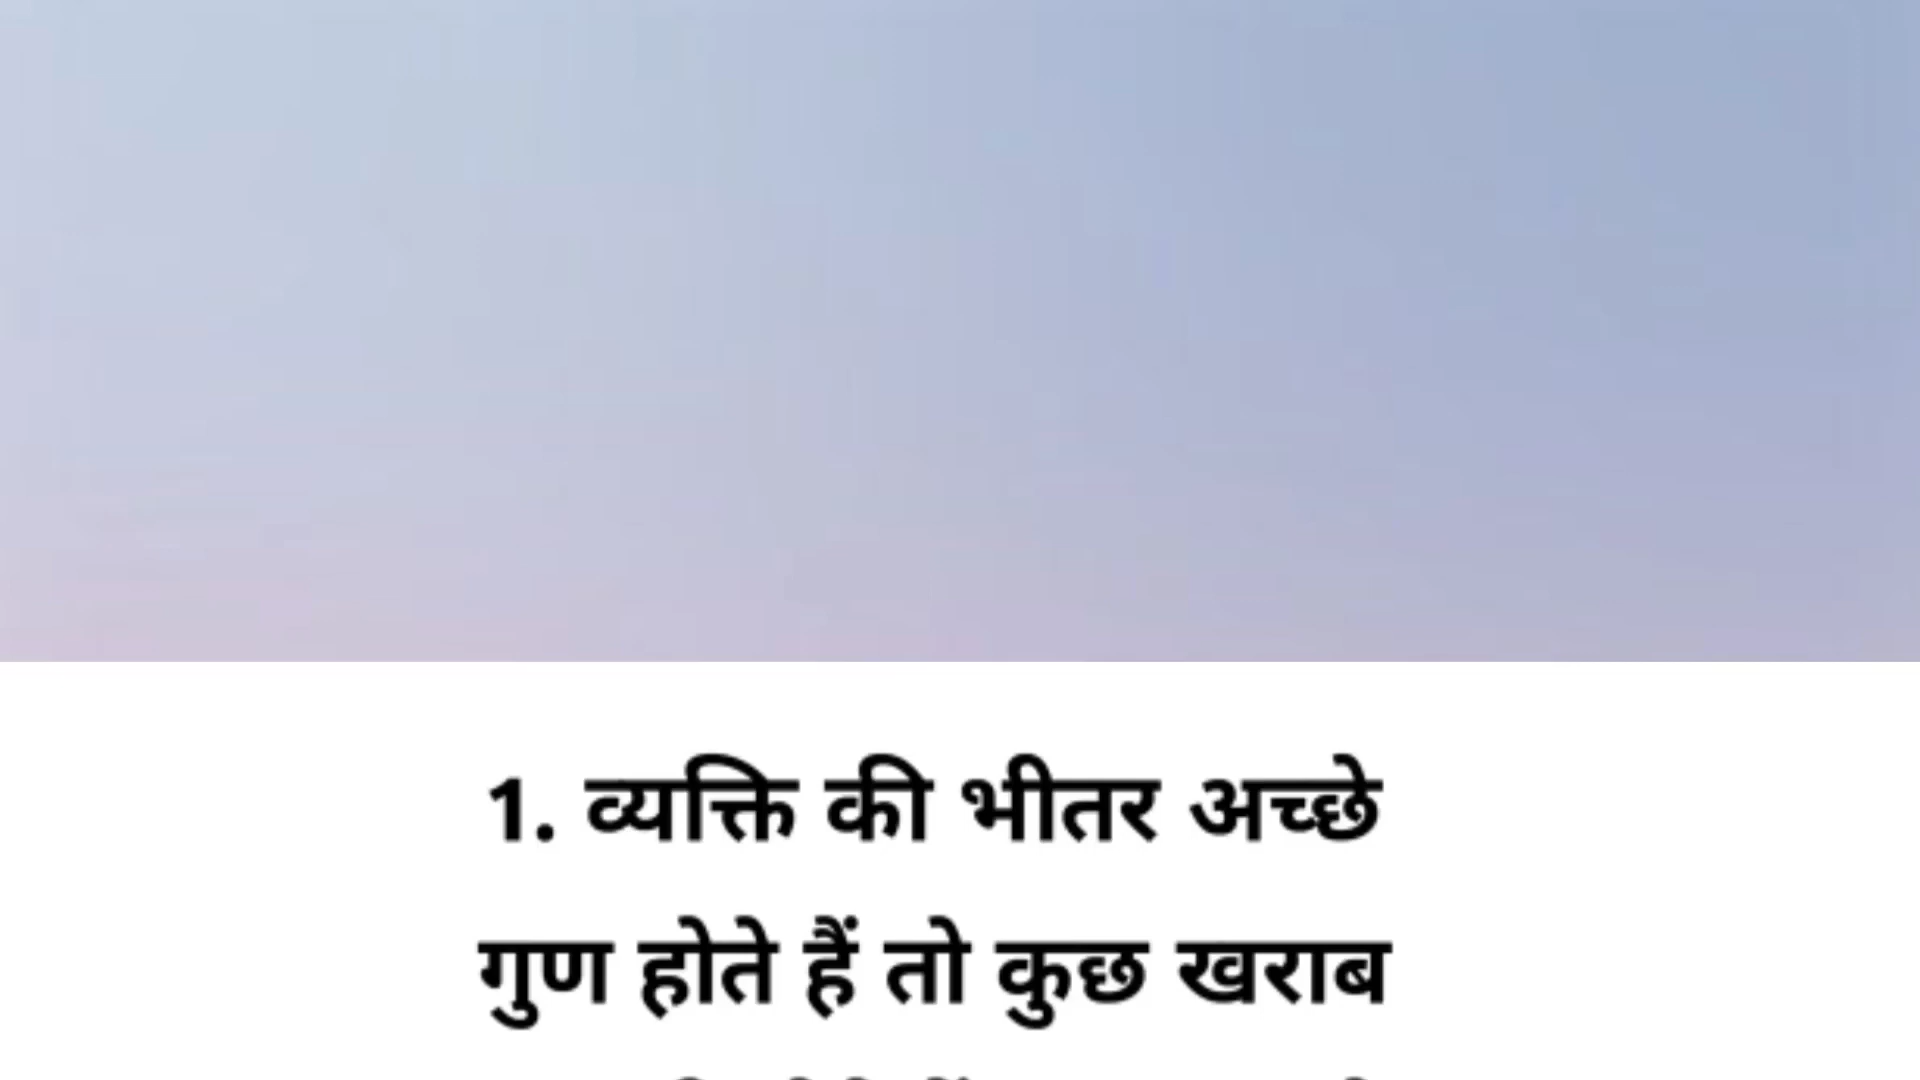 1. व्यक्ति की भीतर अच्छे
गुण होते हैं तो कुछ खराब